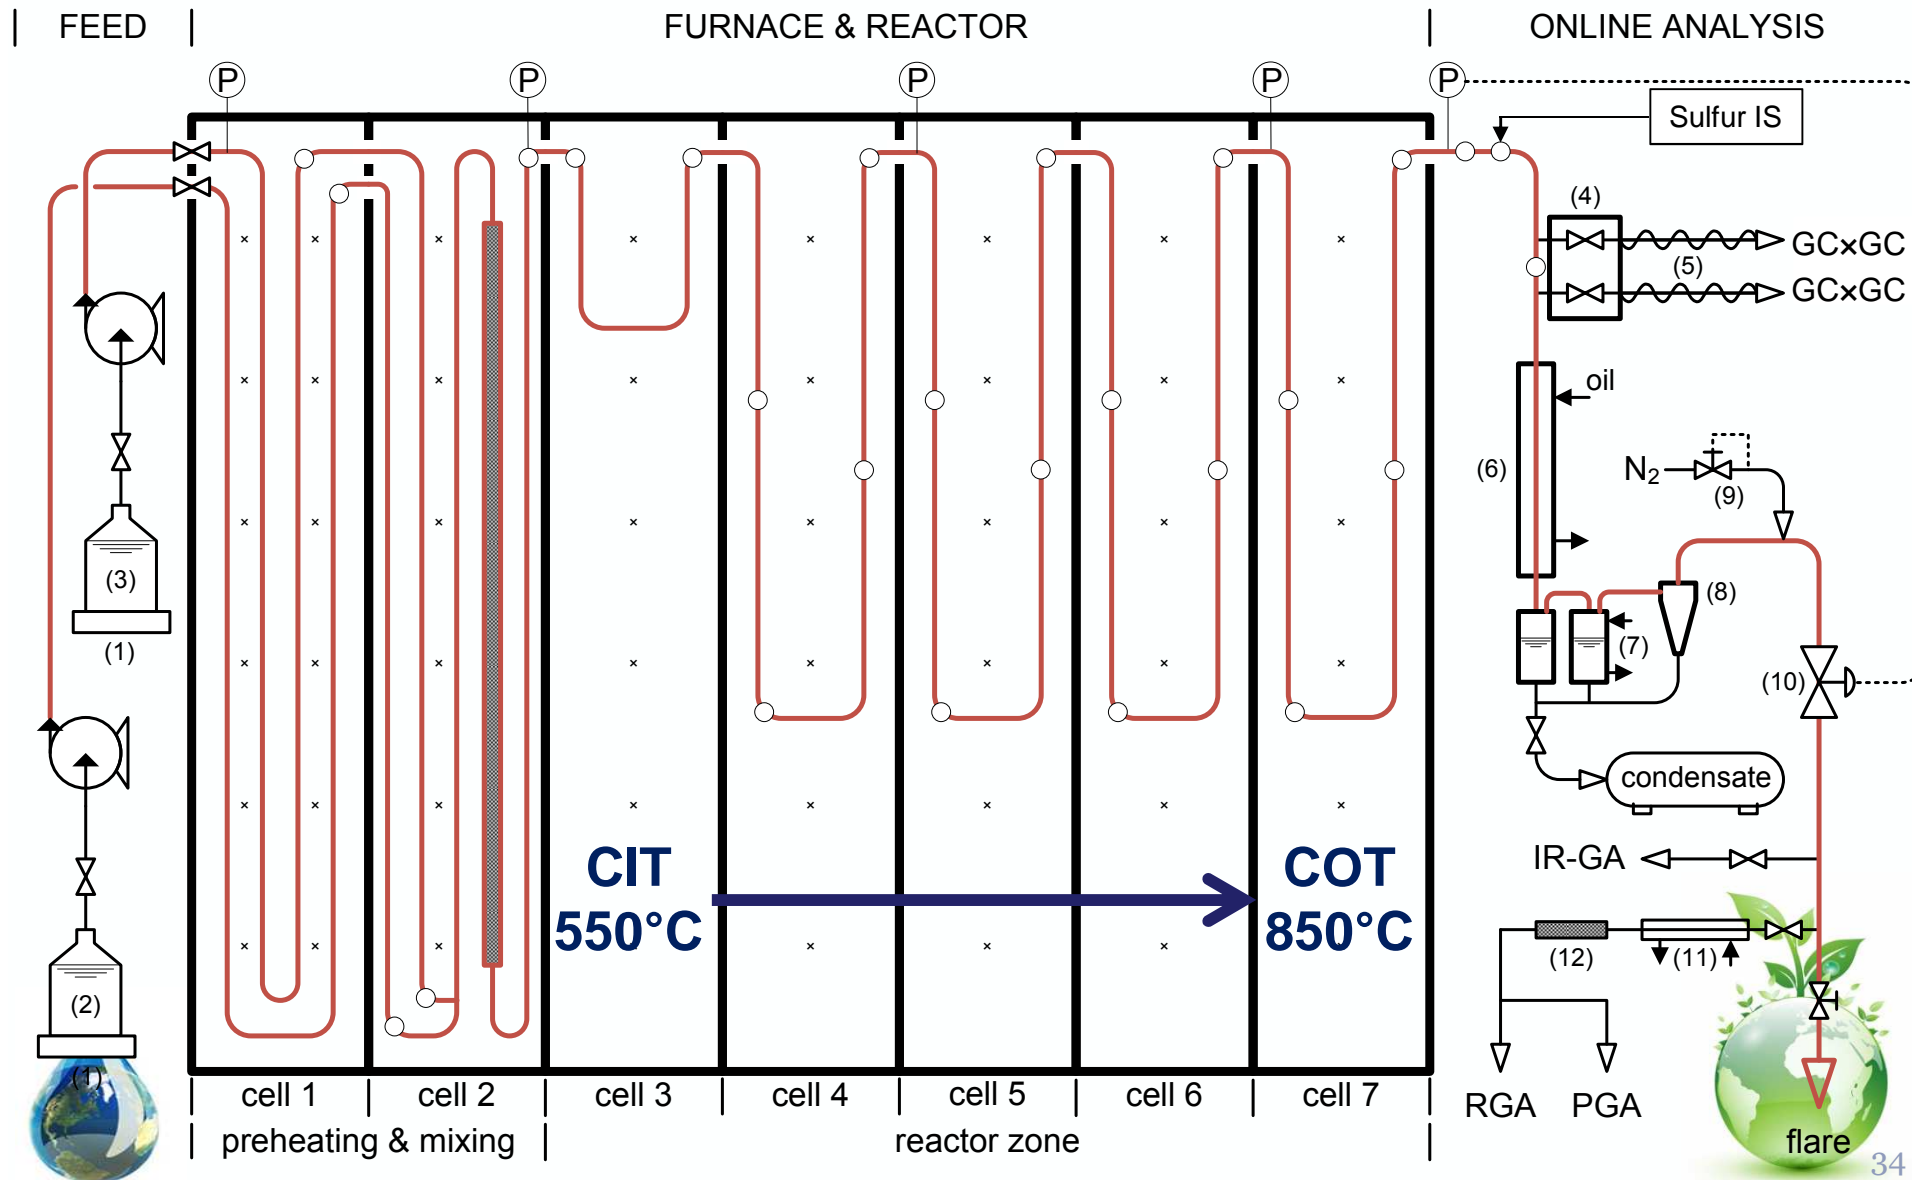 FEED
FURNACE & REACTOR
ONLINE ANALYSIS
P P P P P
Sulfur IS
(4)
GC×GC
(5)
GC×GC
oil
(6)
N2
(9)
(3)
(1)
(8)
(7)
(10)
condensate
CIT
550°C
COT
850°C
IR-GA
(12)
(11)
(2)
(1)
RGA
PGA
cell 1
cell 2
cell 3
cell 4
cell 5
cell 6
cell 7
preheating & mixing
reactor zone
flare
34